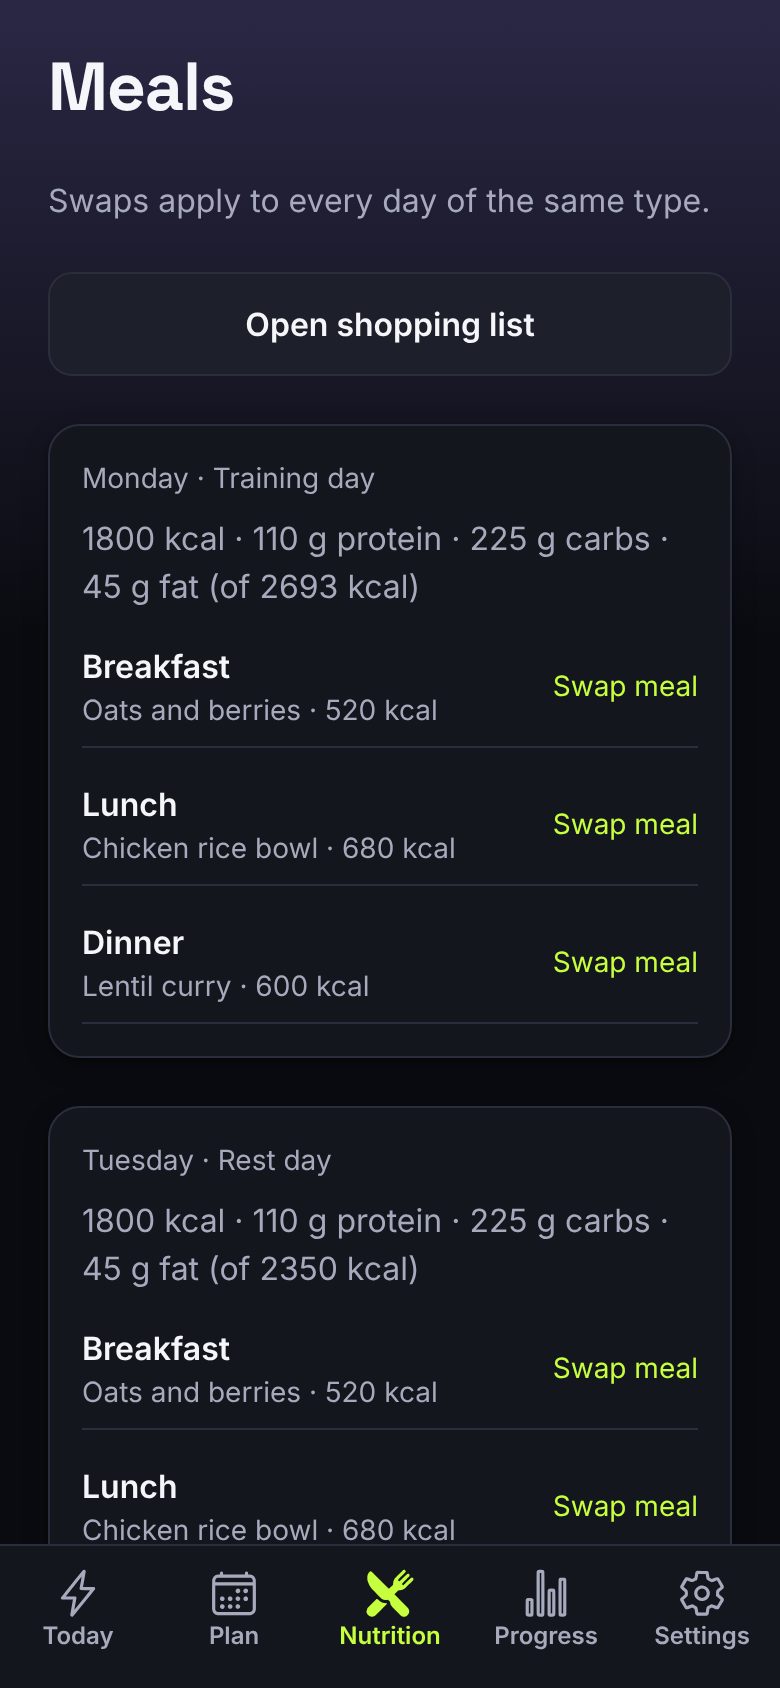 Meals
Swaps apply to every day of the same type.
Open shopping list
Monday · Training day
1800 kcal · 110 g protein · 225 g carbs ·
45 g fat (of 2693 kcal)
Breakfast
Oats and berries · 520 kcal
Swap meal
Lunch
Chicken rice bowl · 680 kcal
Swap meal
Dinner
Lentil curry · 600 kcal
Swap meal
Tuesday · Rest day
1800 kcal · 110 g protein · 225 g carbs ·
45 g fat (of 2350 kcal)
Breakfast
Oats and berries · 520 kcal
Swap meal
Lunch
Chicken rice bowl · 680 kcal
Swap meal
Today
Plan
Nutrition
Progress
Settings